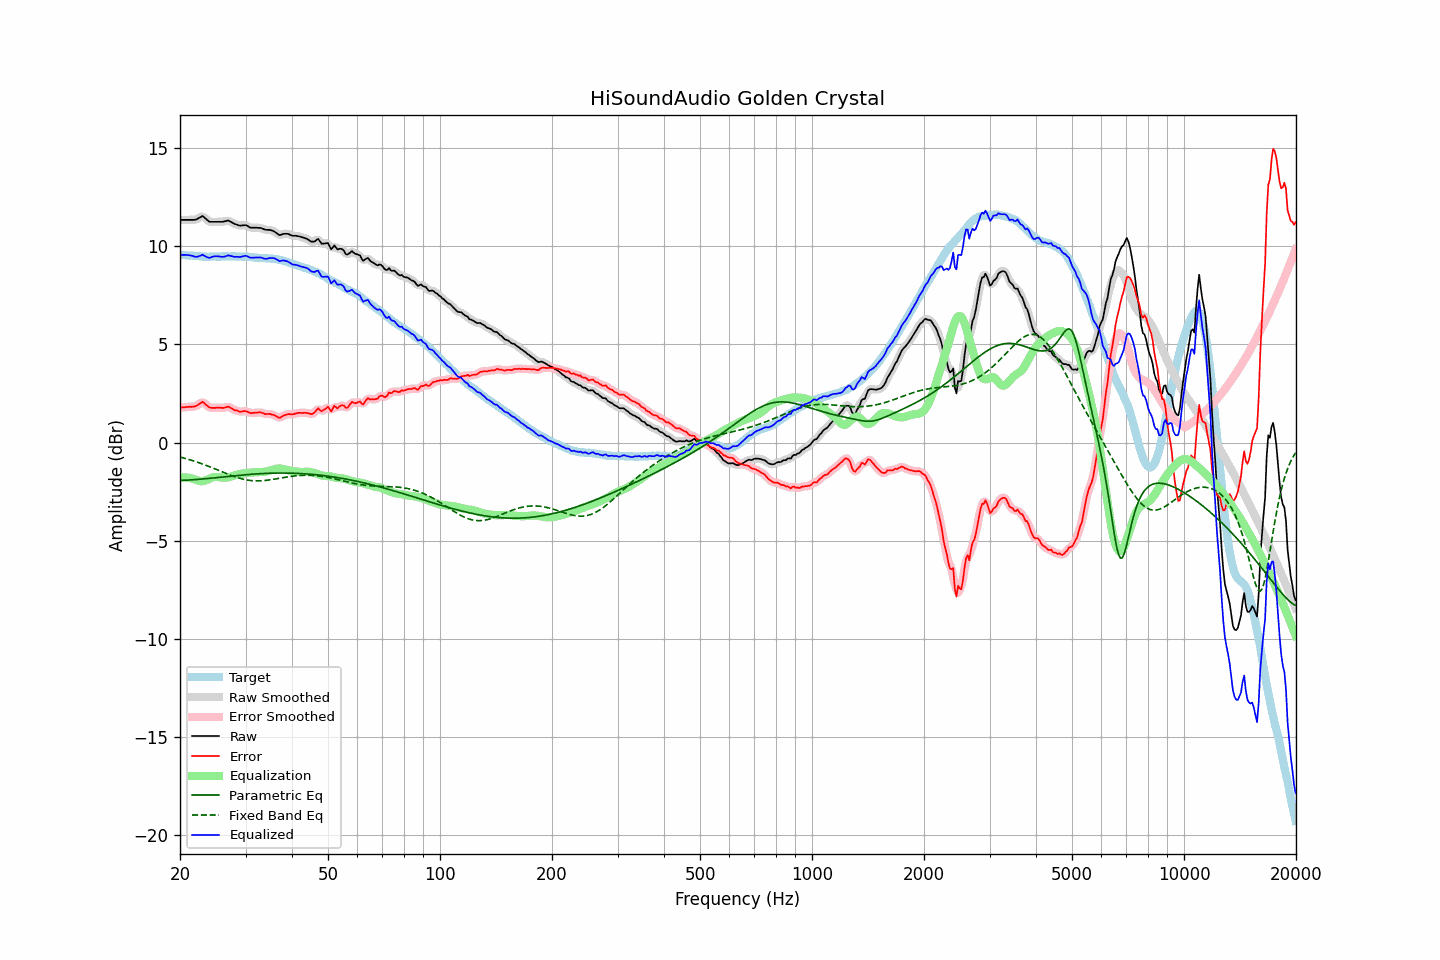 HiSoundAudio Golden Crystal
Amplitude (dBr)
15
10
5
0
−5
−10
−15
−20
Target
Raw Smoothed
Error Smoothed
Raw
Error
Equalization
Parametric Eq
Fixed Band Eq
Equalized
20 50 100 200 500 1000 2000 5000 10000 20000
Frequency (Hz)